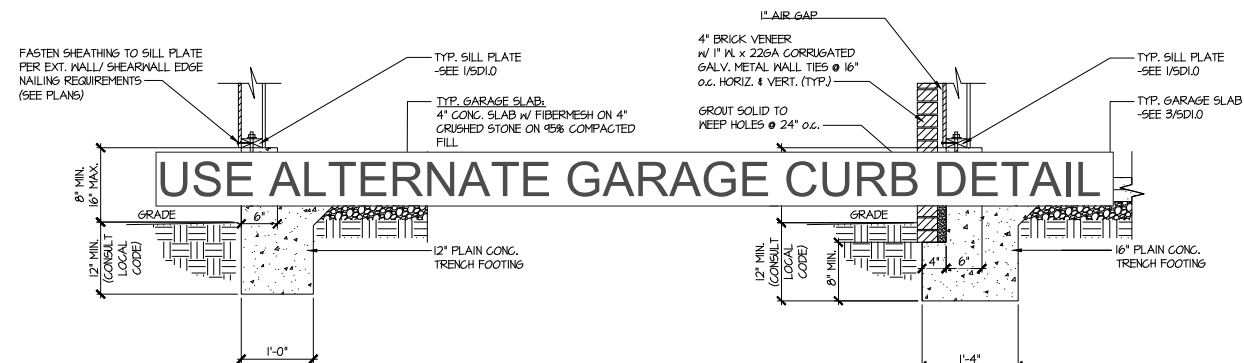 FASTEN SHEATHING TO SILL PLATE
PER EXT. WALL/ SHEARWALL EDGE
NAILING REQUIREMENTS
(SEE PLANS)
TYP. SILL PLATE
-SEE 1/SD1.0
TYP. GARAGE SLAB:
4" CONC. SLAB W/ FIBERMESH ON 4"
CRUSHED STONE ON 95% COMPACTED
FILL
8" MIN.
16" MAX.
GRADE
6"
12" MIN.
(CONSULT
LOCAL
CODE)
12" PLAIN CONC.
TRENCH FOOTING
1'-0"
USE ALTERNATE GARAGE CURB DETAIL
1" AIR GAP
4" BRICK VENEER
W/ 1" W. x 22GA CORRUGATED
GALV. METAL WALL TIES @ 16"
O.C. HORIZ. & VERT. (TYP.)
GROUT SOLID TO
WEEP HOLES @ 24" O.C.
TYP. SILL PLATE
-SEE 1/SD1.0
TYP. GARAGE SLAB
-SEE 3/SD1.0
GRADE
12" MIN.
(CONSULT
LOCAL
CODE)
8" MIN.
4"
6"
16" PLAIN CONC.
TRENCH FOOTING
1'-4"